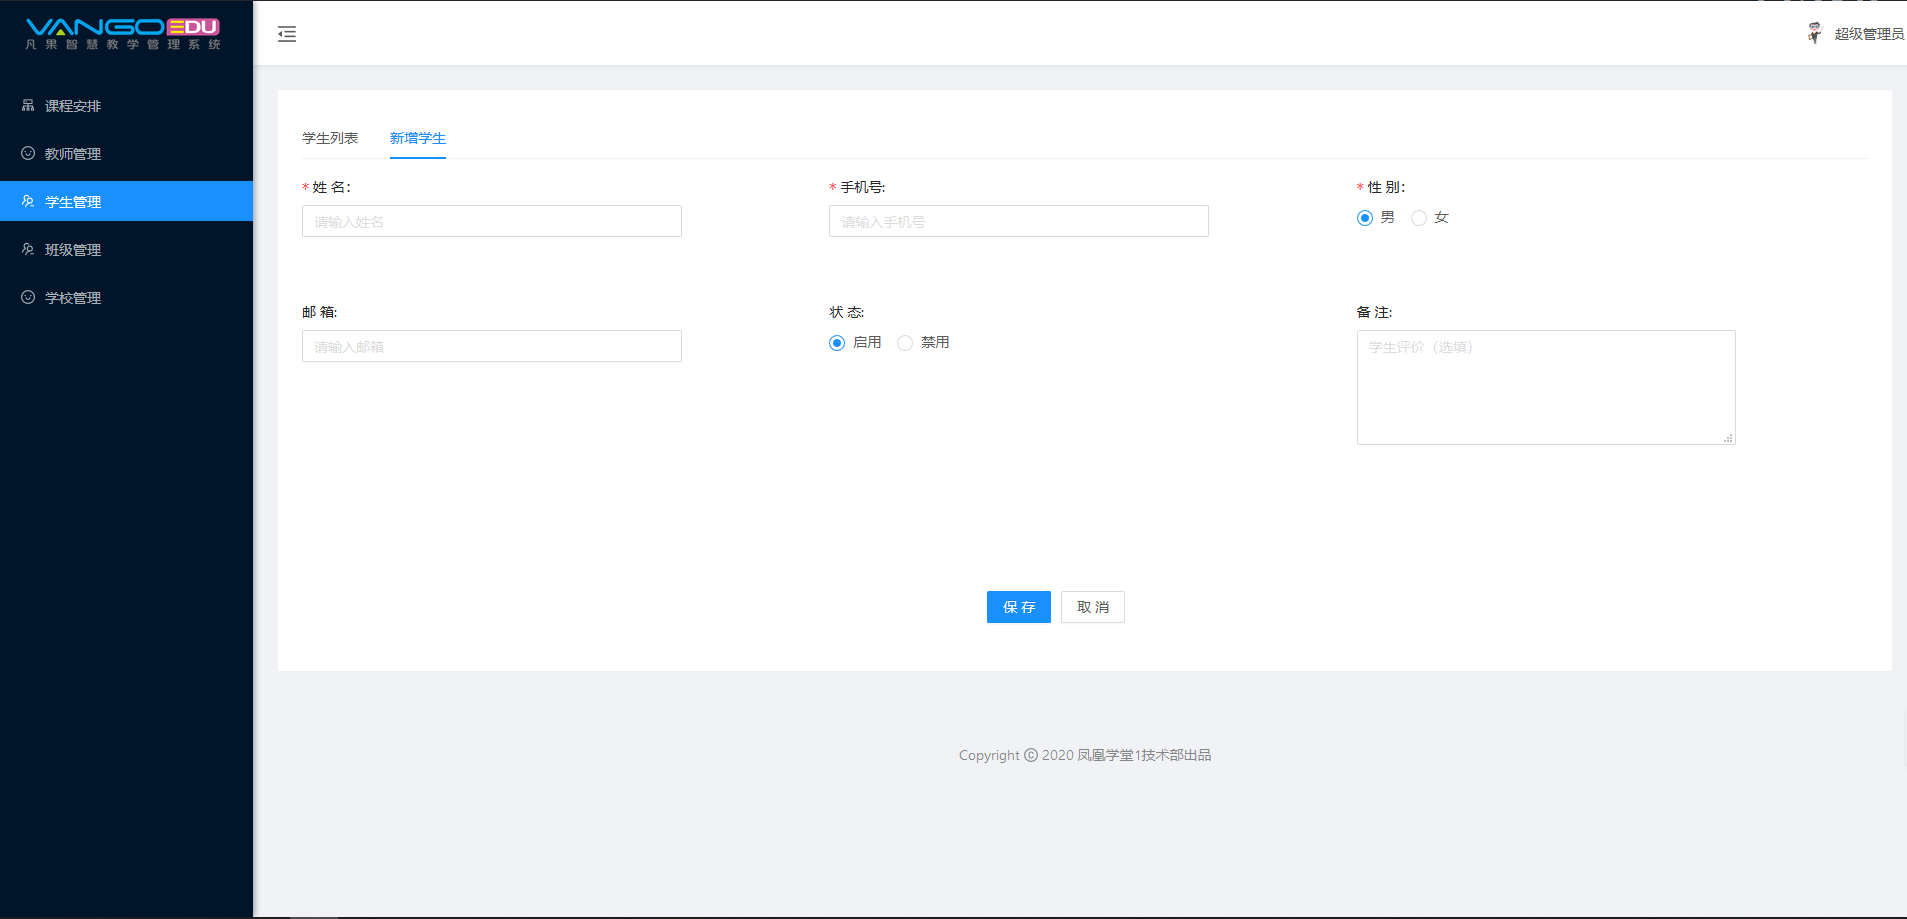 VANGOEDU
凡果智慧教学管理系统
超级管理员
课程安排
教师管理
学生管理
班级管理
学校管理
学生列表 新增学生
* 姓 名: * 手机号: * 性 别:
请输入姓名 请输入手机号 男 女
邮 箱: 状 态: 备 注:
请输入邮箱 启用 禁用 学生评价（选填）
保 存 取 消
Copyright © 2020 凤凰学堂1技术部出品